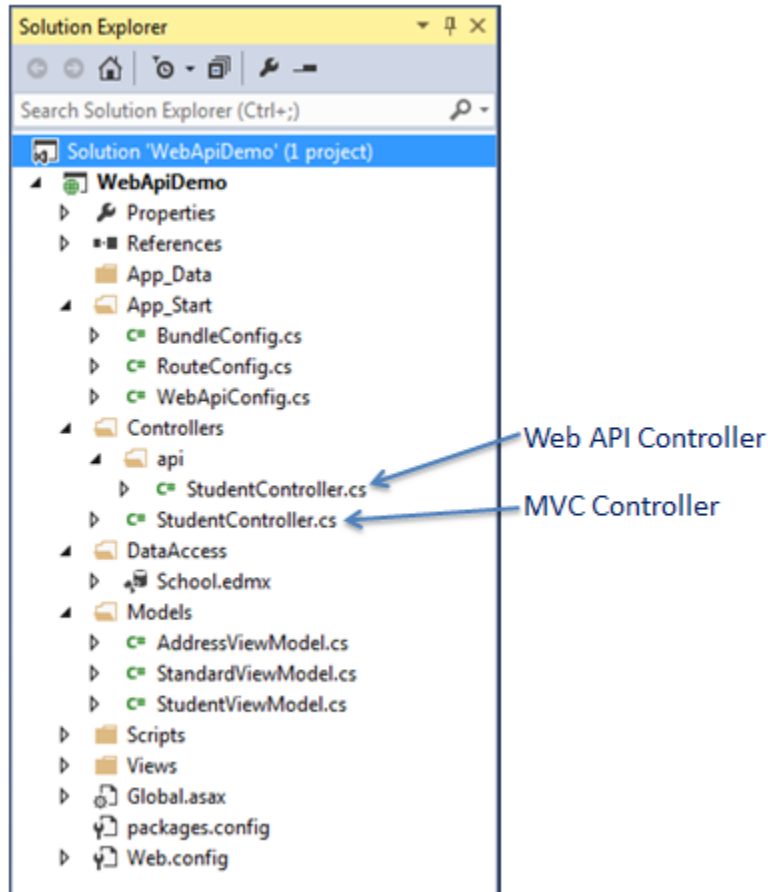 Solution Explorer
Search Solution Explorer (Ctrl+;)
Solution 'WebApiDemo' (1 project)
WebApiDemo
Properties
References
App_Data
App_Start
C# BundleConfig.cs
C# RouteConfig.cs
C# WebApiConfig.cs
Controllers
api
C# StudentController.cs
C# StudentController.cs
DataAccess
School.edmx
Models
C# AddressViewModel.cs
C# StandardViewModel.cs
C# StudentViewModel.cs
Scripts
Views
Global.asax
packages.config
Web.config
Web API Controller
MVC Controller